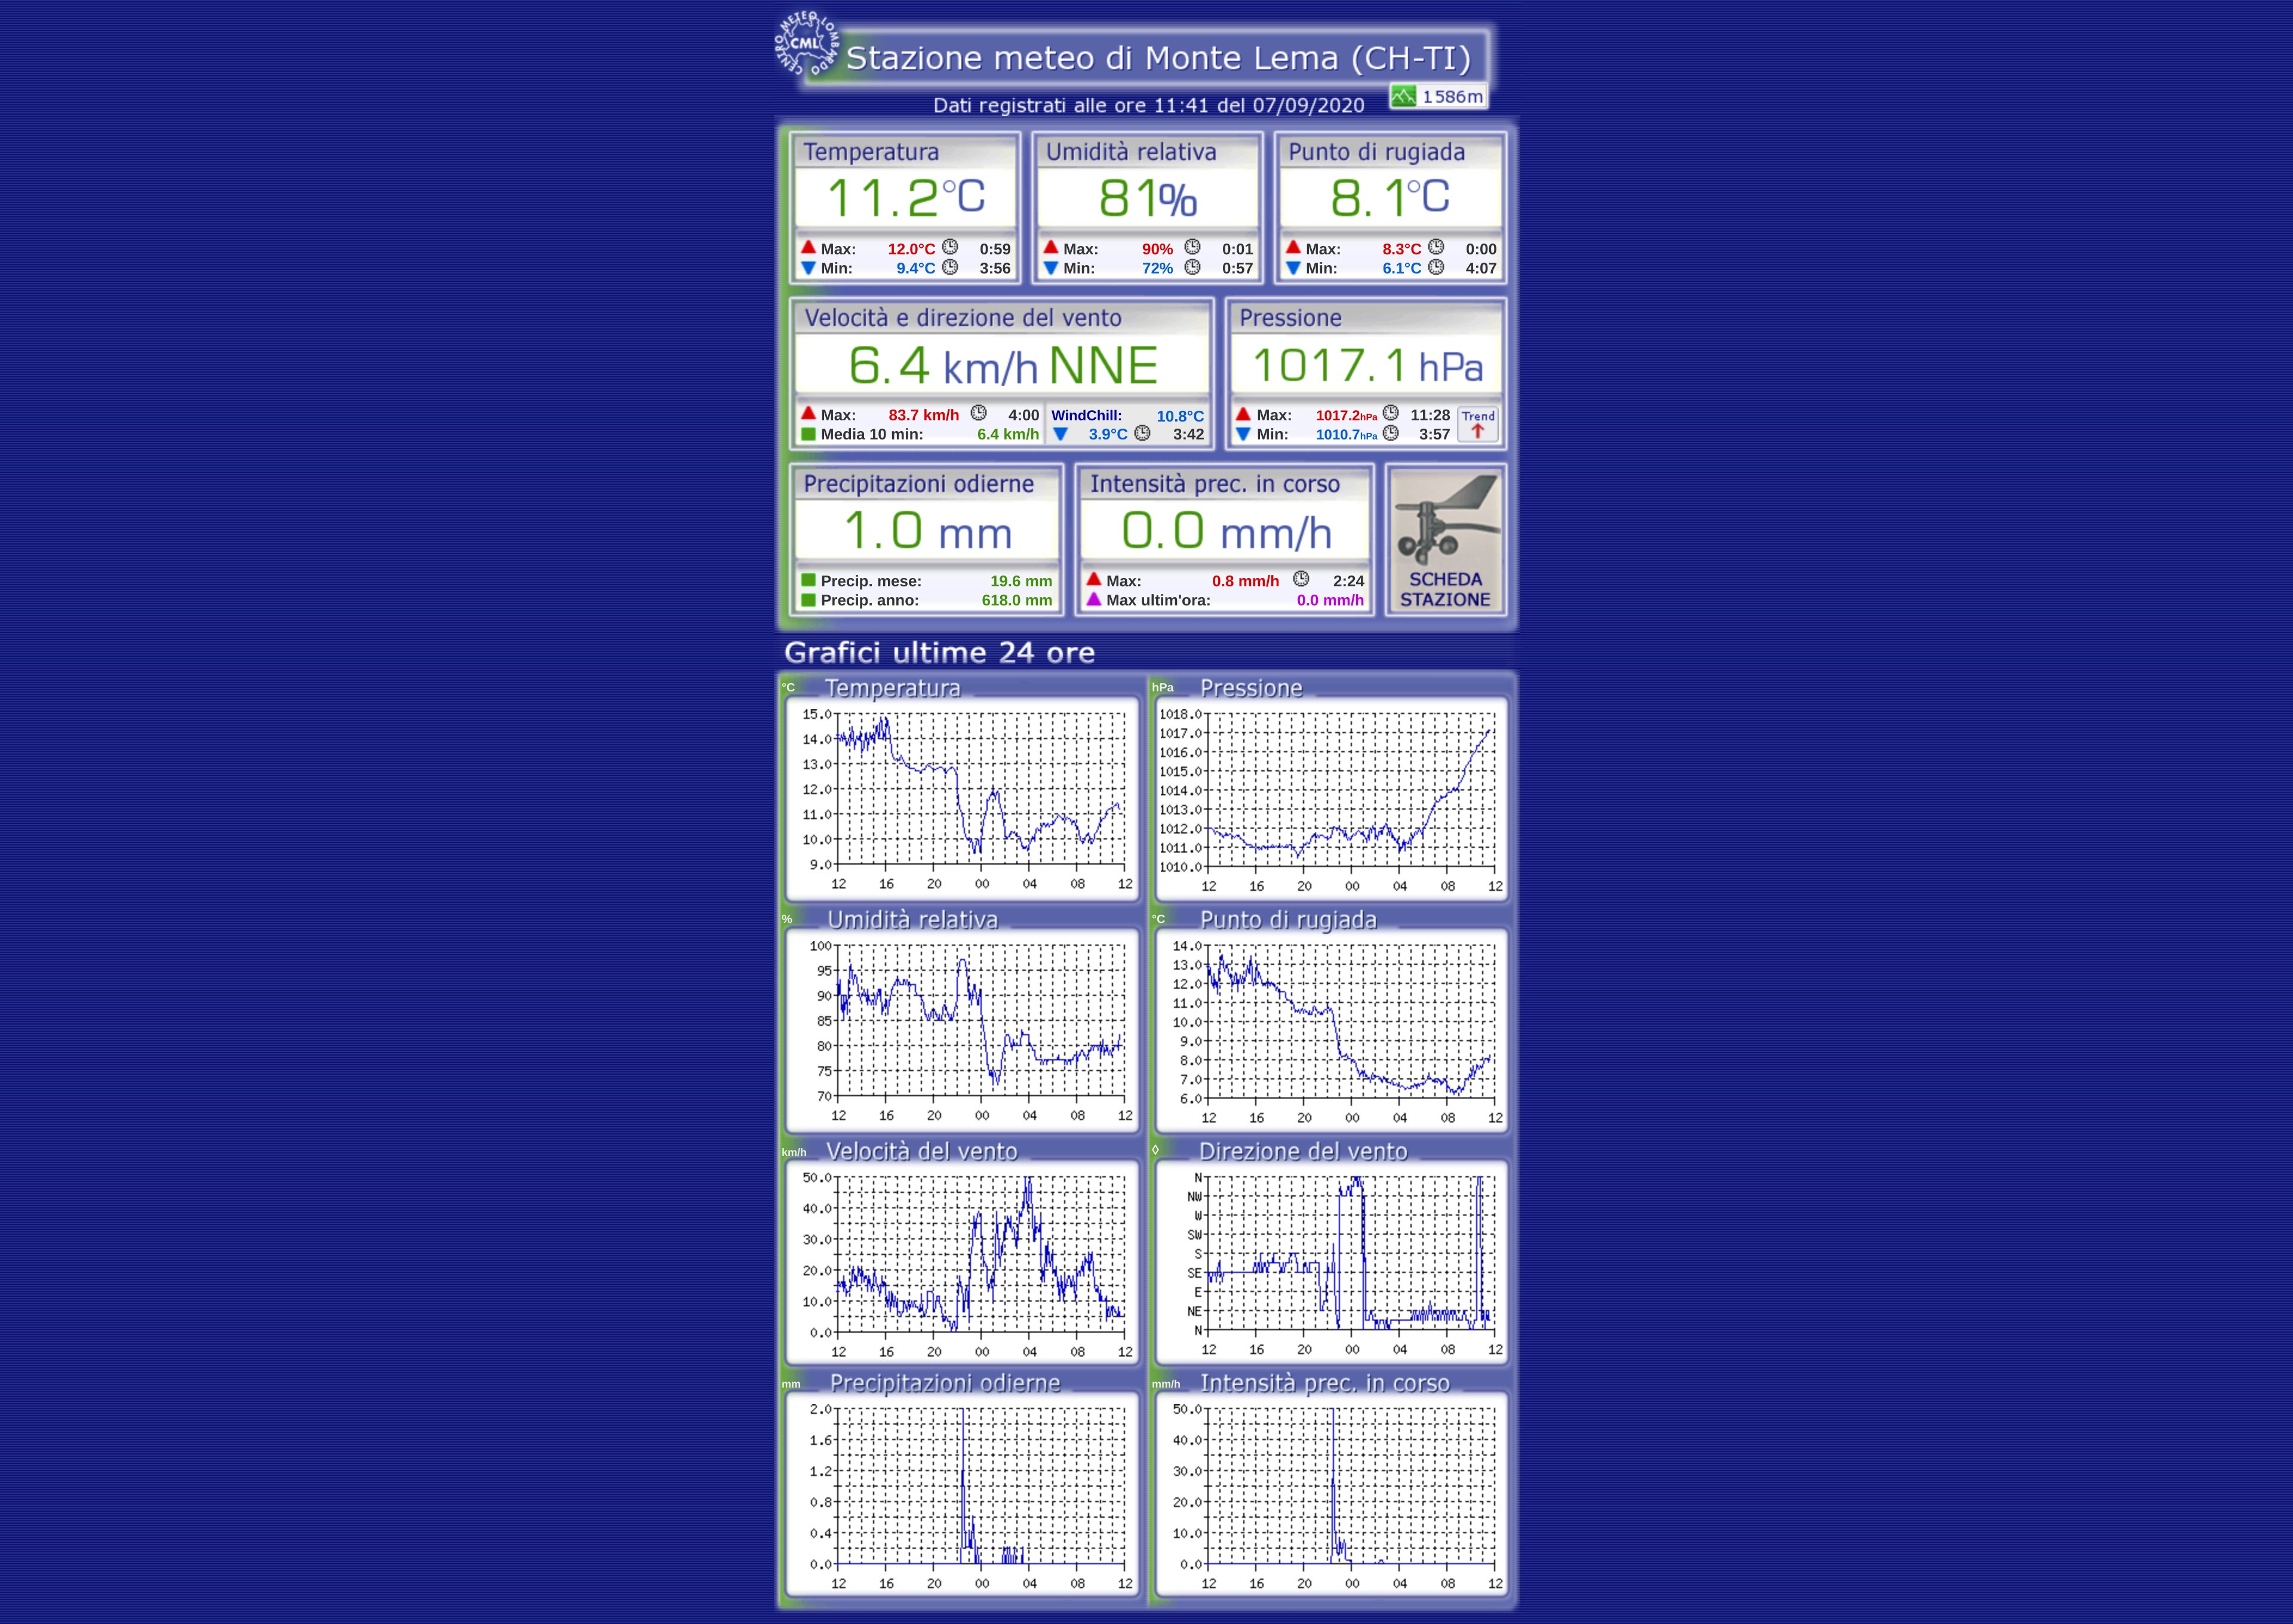 CENTRO METEO LOMBARDO
CML
Stazione meteo di Monte Lema (CH-TI)
1586m
Dati registrati alle ore 11:41 del 07/09/2020
Temperatura
11.2°C
Max: 12.0°C 0:59
Min: 9.4°C 3:56
Umidità relativa
81%
Max: 90% 0:01
Min: 72% 0:57
Punto di rugiada
8.1°C
Max: 8.3°C 0:00
Min: 6.1°C 4:07
Velocità e direzione del vento
6.4 km/h NNE
Max: 83.7 km/h 4:00
Media 10 min: 6.4 km/h
WindChill: 10.8°C
3.9°C 3:42
Pressione
1017.1 hPa
Max: 1017.2hPa 11:28
Min: 1010.7hPa 3:57
Trend
Precipitazioni odierne
1.0 mm
Precip. mese: 19.6 mm
Precip. anno: 618.0 mm
Intensità prec. in corso
0.0 mm/h
Max: 0.8 mm/h 2:24
Max ultim'ora: 0.0 mm/h
SCHEDA
STAZIONE
Grafici ultime 24 ore
°C Temperatura
15.0
14.0
13.0
12.0
11.0
10.0
9.0
12 16 20 00 04 08 12
hPa Pressione
1018.0
1017.0
1016.0
1015.0
1014.0
1013.0
1012.0
1011.0
1010.0
12 16 20 00 04 08 12
% Umidità relativa
100
95
90
85
80
75
70
12 16 20 00 04 08 12
°C Punto di rugiada
14.0
13.0
12.0
11.0
10.0
9.0
8.0
7.0
6.0
12 16 20 00 04 08 12
km/h Velocità del vento
50.0
40.0
30.0
20.0
10.0
0.0
12 16 20 00 04 08 12
◊ Direzione del vento
N
NW
W
SW
S
SE
E
NE
N
12 16 20 00 04 08 12
mm Precipitazioni odierne
2.0
1.6
1.2
0.8
0.4
0.0
12 16 20 00 04 08 12
mm/h Intensità prec. in corso
50.0
40.0
30.0
20.0
10.0
0.0
12 16 20 00 04 08 12